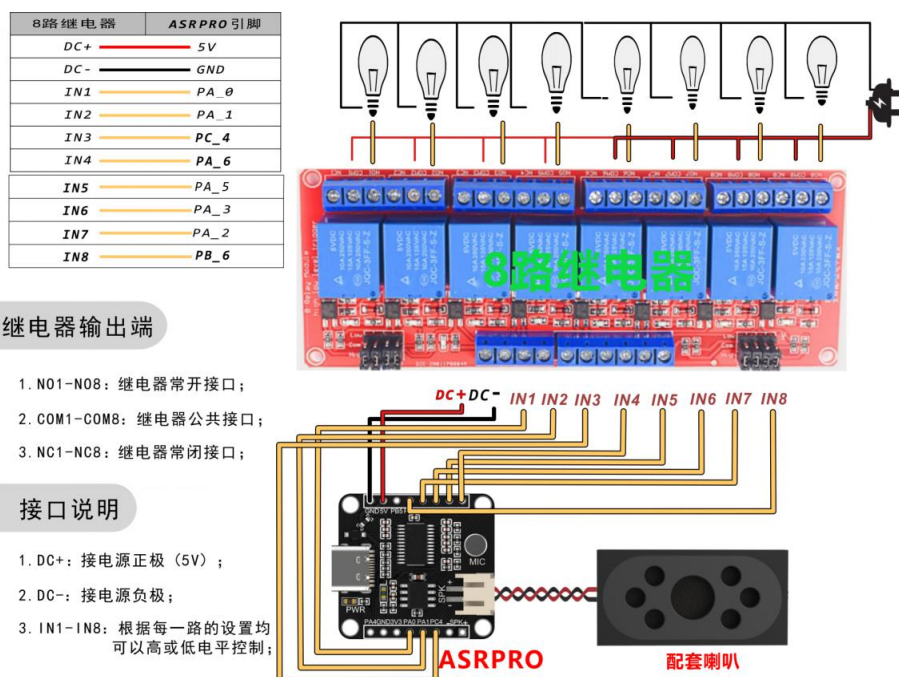 8路继电器 ASRPRO引脚
DC+ 5V
DC- GND
IN1 PA_0
IN2 PA_1
IN3 PC_4
IN4 PA_6
IN5 PA_5
IN6 PA_3
IN7 PA_2
IN8 PB_6
8路继电器
继电器输出端
1.NO1-NO8：继电器常开接口；
2.COM1-COM8：继电器公共接口；
3.NC1-NC8：继电器常闭接口；
接口说明
1.DC+：接电源正极（5V）；
2.DC-：接电源负极；
3.IN1-IN8：根据每一路的设置均
可以高或低电平控制；
DC+ DC- IN1 IN2 IN3 IN4 IN5 IN6 IN7 IN8
GND5V PB5
MIC
SPK
PWR
PA4GND3V3 PA0 PA1PC4 -SPK+
ASRPRO
配套喇叭